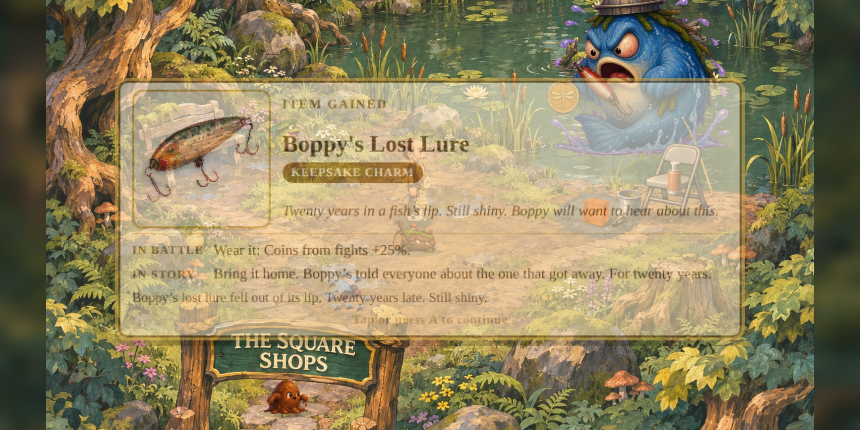 ITEM GAINED
Boppy's Lost Lure
KEEPSAKE CHARM
Twenty years in a fish's lip. Still shiny. Boppy will want to hear about this.
IN BATTLE Wear it: Coins from fights +25%.
IN STORY Bring it home. Boppy's told everyone about the one that got away. For twenty years.
Boppy's lost lure fell out of its lip. Twenty years late. Still shiny.
Tap or press A to continue
THE SQUARE
SHOPS